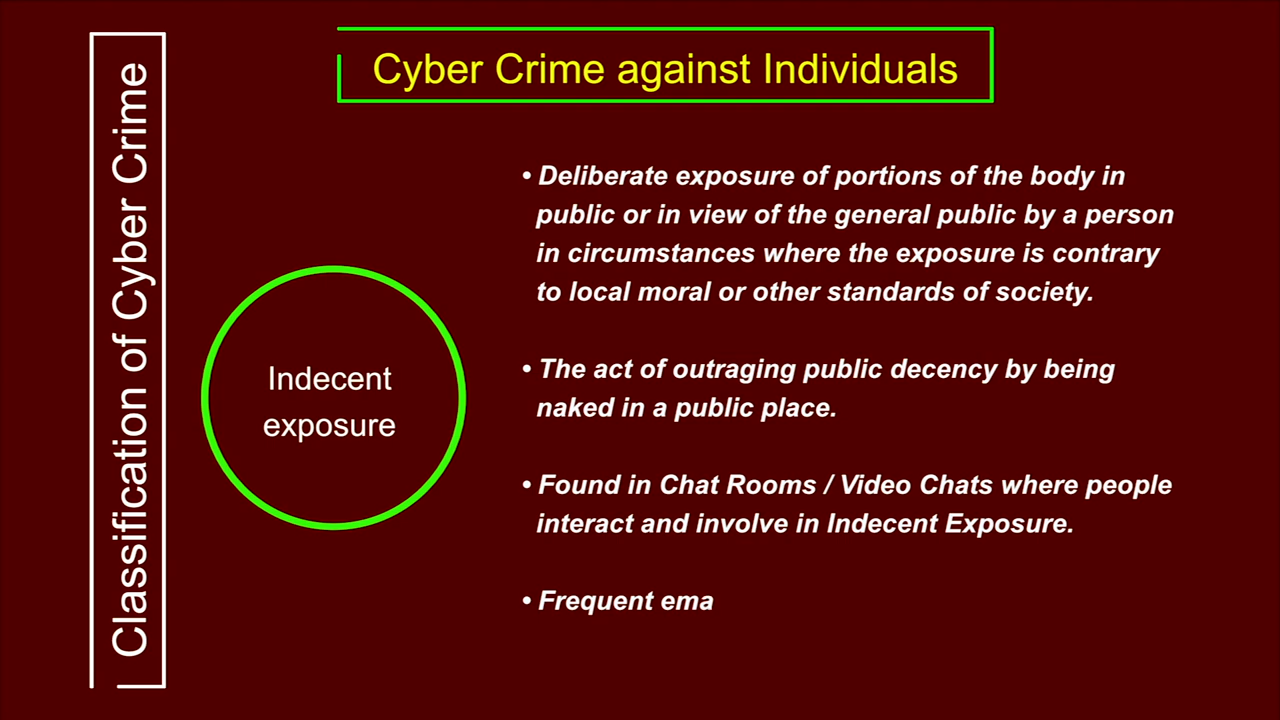 Classification of Cyber Crime
Cyber Crime against Individuals
Indecent
exposure
• Deliberate exposure of portions of the body in
public or in view of the general public by a person
in circumstances where the exposure is contrary
to local moral or other standards of society.
• The act of outraging public decency by being
naked in a public place.
• Found in Chat Rooms / Video Chats where people
interact and involve in Indecent Exposure.
• Frequent ema